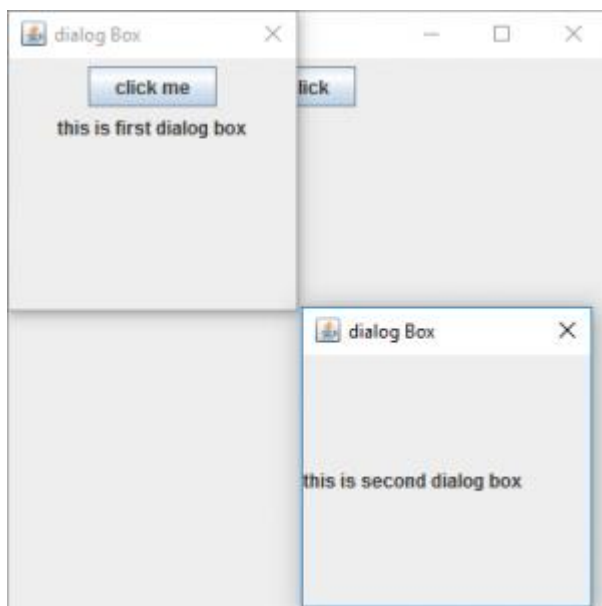 dialog Box
click me
lick
this is first dialog box
dialog Box
this is second dialog box